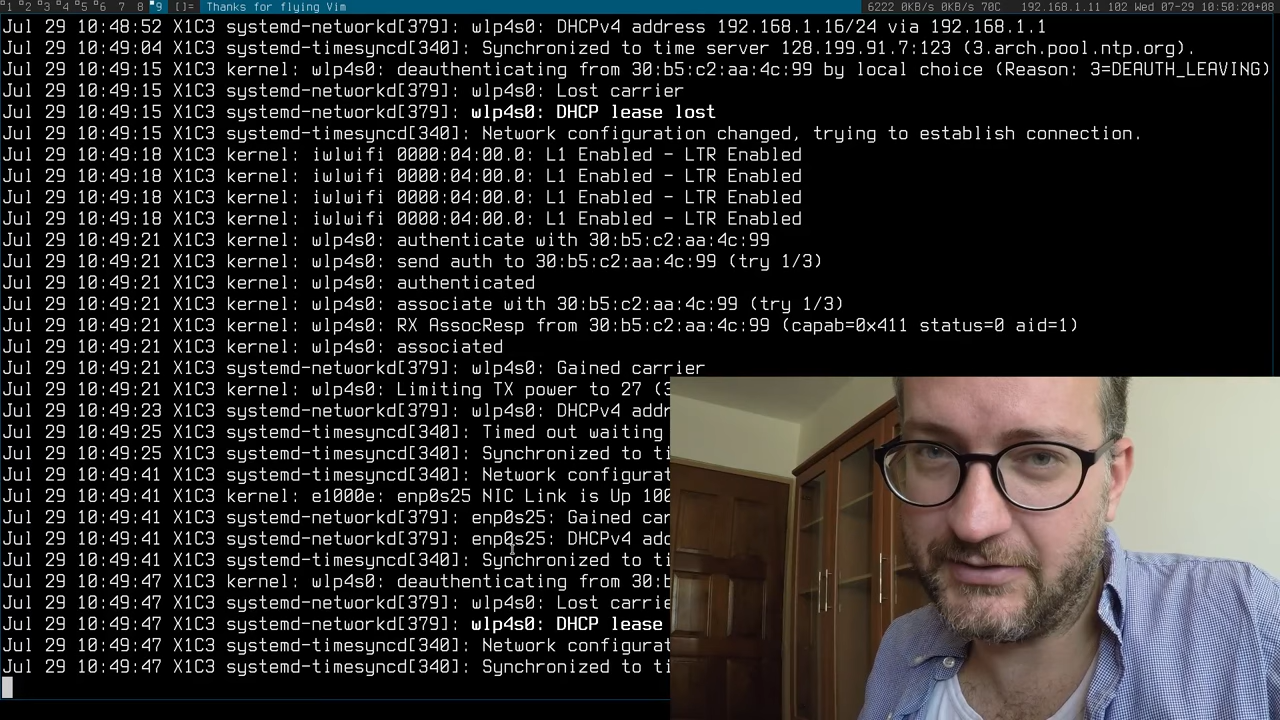 1 2 3 4 5 6 7 8 9 []= Thanks for flying Vim 6222 0KB/s 0KB/s 70C 192.168.1.11 102 Wed 07-29 10:50:20+08
Jul 29 10:48:52 X1C3 systemd-networkd[379]: wlp4s0: DHCPv4 address 192.168.1.16/24 via 192.168.1.1
Jul 29 10:49:04 X1C3 systemd-timesyncd[340]: Synchronized to time server 128.199.91.7:123 (3.arch.pool.ntp.org).
Jul 29 10:49:15 X1C3 kernel: wlp4s0: deauthenticating from 30:b5:c2:aa:4c:99 by local choice (Reason: 3=DEAUTH_LEAVING)
Jul 29 10:49:15 X1C3 systemd-networkd[379]: wlp4s0: Lost carrier
Jul 29 10:49:15 X1C3 systemd-networkd[379]: wlp4s0: DHCP lease lost
Jul 29 10:49:15 X1C3 systemd-timesyncd[340]: Network configuration changed, trying to establish connection.
Jul 29 10:49:18 X1C3 kernel: iwlwifi 0000:04:00.0: L1 Enabled - LTR Enabled
Jul 29 10:49:18 X1C3 kernel: iwlwifi 0000:04:00.0: L1 Enabled - LTR Enabled
Jul 29 10:49:18 X1C3 kernel: iwlwifi 0000:04:00.0: L1 Enabled - LTR Enabled
Jul 29 10:49:18 X1C3 kernel: iwlwifi 0000:04:00.0: L1 Enabled - LTR Enabled
Jul 29 10:49:21 X1C3 kernel: wlp4s0: authenticate with 30:b5:c2:aa:4c:99
Jul 29 10:49:21 X1C3 kernel: wlp4s0: send auth to 30:b5:c2:aa:4c:99 (try 1/3)
Jul 29 10:49:21 X1C3 kernel: wlp4s0: authenticated
Jul 29 10:49:21 X1C3 kernel: wlp4s0: associate with 30:b5:c2:aa:4c:99 (try 1/3)
Jul 29 10:49:21 X1C3 kernel: wlp4s0: RX AssocResp from 30:b5:c2:aa:4c:99 (capab=0x411 status=0 aid=1)
Jul 29 10:49:21 X1C3 kernel: wlp4s0: associated
Jul 29 10:49:21 X1C3 systemd-networkd[379]: wlp4s0: Gained carrier
Jul 29 10:49:21 X1C3 kernel: wlp4s0: Limiting TX power to 27 (3
Jul 29 10:49:23 X1C3 systemd-networkd[379]: wlp4s0: DHCPv4 addr
Jul 29 10:49:25 X1C3 systemd-timesyncd[340]: Timed out waiting
Jul 29 10:49:25 X1C3 systemd-timesyncd[340]: Synchronized to ti
Jul 29 10:49:41 X1C3 systemd-timesyncd[340]: Network configurat
Jul 29 10:49:41 X1C3 kernel: e1000e: enp0s25 NIC Link is Up 100
Jul 29 10:49:41 X1C3 systemd-networkd[379]: enp0s25: Gained car
Jul 29 10:49:41 X1C3 systemd-networkd[379]: enp0s25: DHCPv4 add
Jul 29 10:49:41 X1C3 systemd-timesyncd[340]: Synchronized to ti
Jul 29 10:49:47 X1C3 kernel: wlp4s0: deauthenticating from 30:b
Jul 29 10:49:47 X1C3 systemd-networkd[379]: wlp4s0: Lost carrie
Jul 29 10:49:47 X1C3 systemd-networkd[379]: wlp4s0: DHCP lease
Jul 29 10:49:47 X1C3 systemd-timesyncd[340]: Network configurat
Jul 29 10:49:47 X1C3 systemd-timesyncd[340]: Synchronized to ti